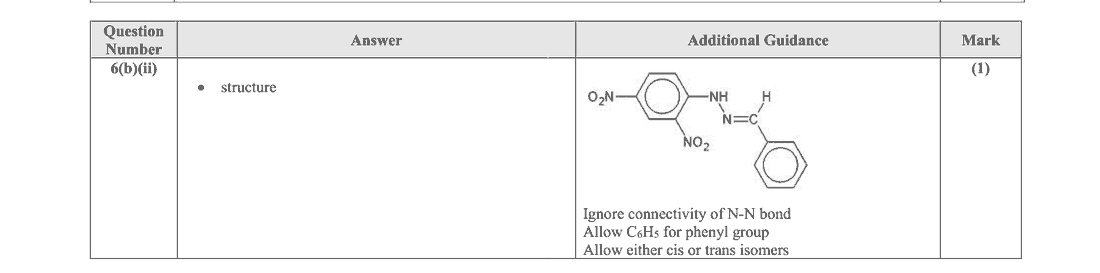 Question Number
Answer
Additional Guidance
Mark
6(b)(ii)
• structure
O₂N
NH
H
N=C
NO₂
Ignore connectivity of N-N bond
Allow C₆H₅ for phenyl group
Allow either cis or trans isomers
(1)